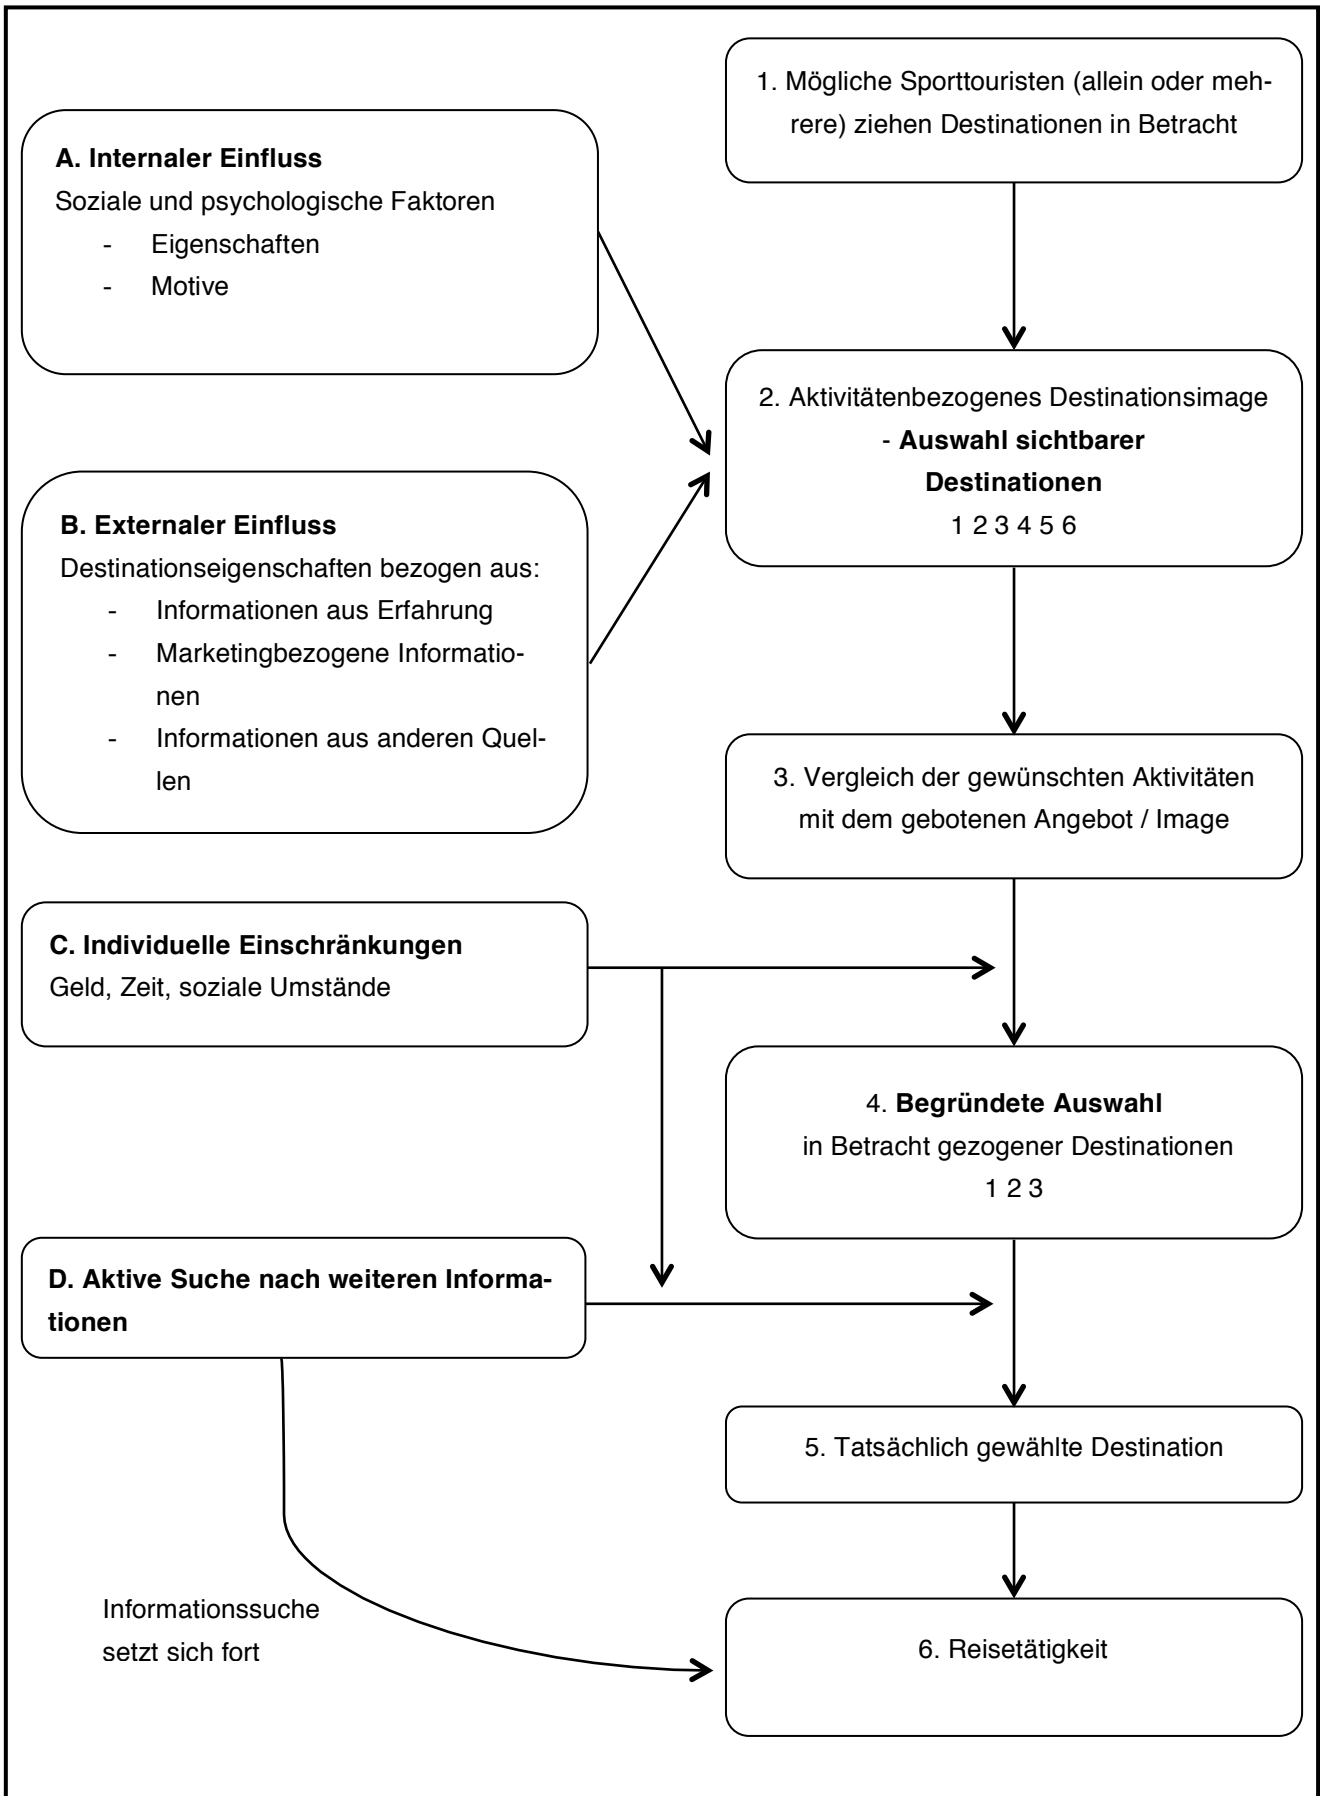 1. Mögliche Sporttouristen (allein oder meh-
rere) ziehen Destinationen in Betracht
A. Internaler Einfluss
Soziale und psychologische Faktoren
- Eigenschaften
- Motive
2. Aktivitätenbezogenes Destinationsimage
- Auswahl sichtbarer
Destinationen
1 2 3 4 5 6
B. Externaler Einfluss
Destinationseigenschaften bezogen aus:
- Informationen aus Erfahrung
- Marketingbezogene Informatio-
nen
- Informationen aus anderen Quel-
len
3. Vergleich der gewünschten Aktivitäten
mit dem gebotenen Angebot / Image
C. Individuelle Einschränkungen
Geld, Zeit, soziale Umstände
4. Begründete Auswahl
in Betracht gezogener Destinationen
1 2 3
D. Aktive Suche nach weiteren Informa-
tionen
5. Tatsächlich gewählte Destination
Informationssuche
setzt sich fort
6. Reisetätigkeit